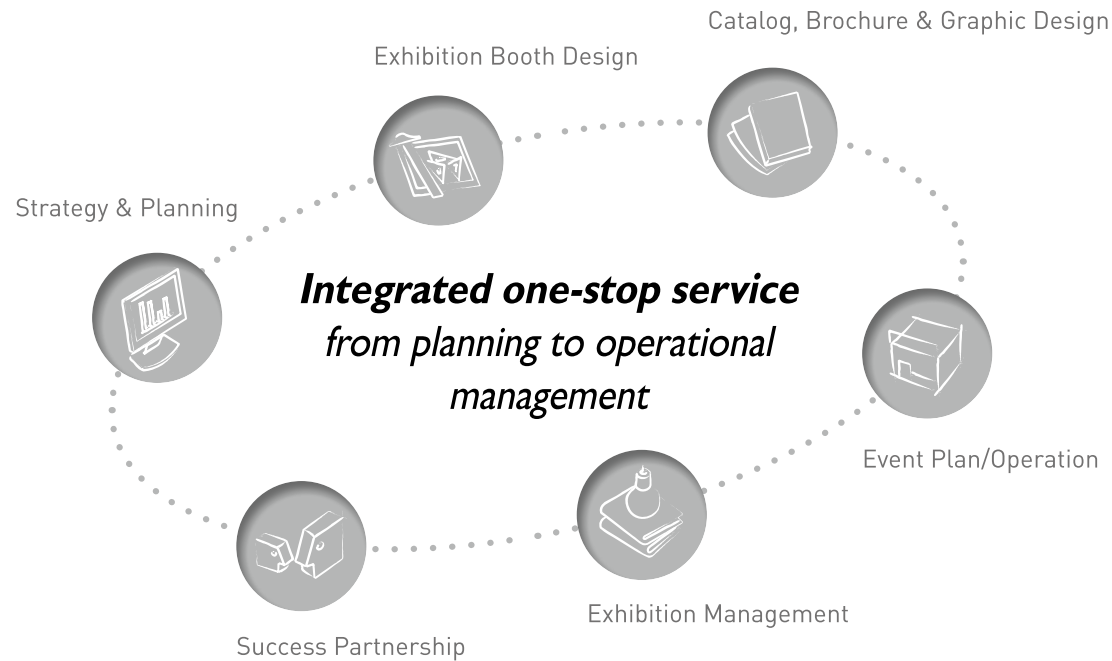 Catalog, Brochure & Graphic Design
Exhibition Booth Design
Strategy & Planning
Integrated one-stop service
from planning to operational
management
Event Plan/Operation
Exhibition Management
Success Partnership